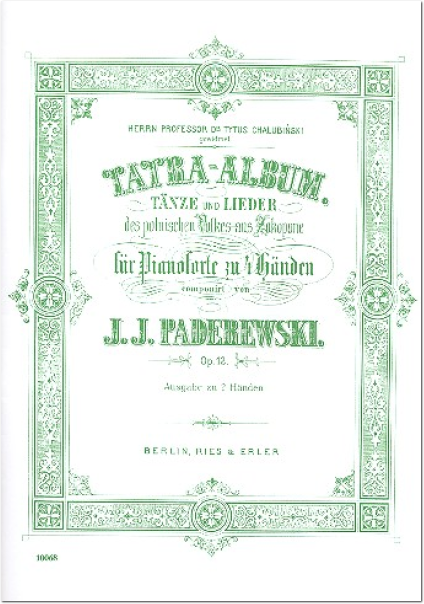 HERRN PROFESSOR DR. TYTUS CHALUBIŃSKI
gewidmet
TATRA-ALBUM.
TÄNZE UND LIEDER
des polnischen Volkes aus Zakopane
für Pianoforte zu 4 Händen
componirt von
J. J. PADEREWSKI.
Op. 12.
Ausgabe zu 2 Händen
BERLIN, RIES & ERLER
10068